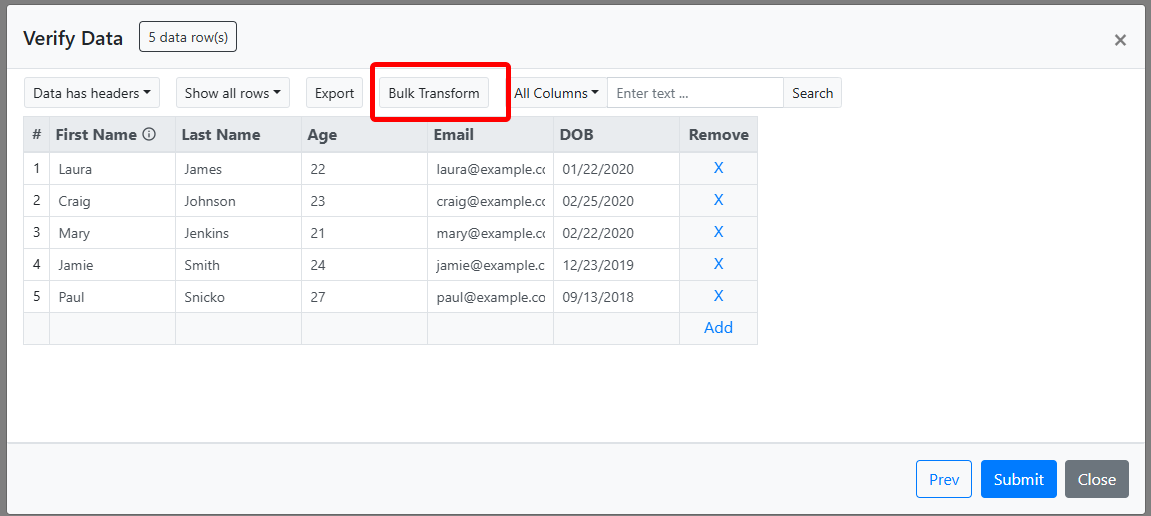 Verify Data 5 data row(s) ×
Data has headers Show all rows Export Bulk Transform All Columns Enter text ... Search
# First Name Last Name Age Email DOB Remove
1 Laura James 22 laura@example.cc 01/22/2020 X
2 Craig Johnson 23 craig@example.cc 02/25/2020 X
3 Mary Jenkins 21 mary@example.cc 02/22/2020 X
4 Jamie Smith 24 jamie@example.c 12/23/2019 X
5 Paul Snicko 27 paul@example.co 09/13/2018 X
Add
Prev Submit Close